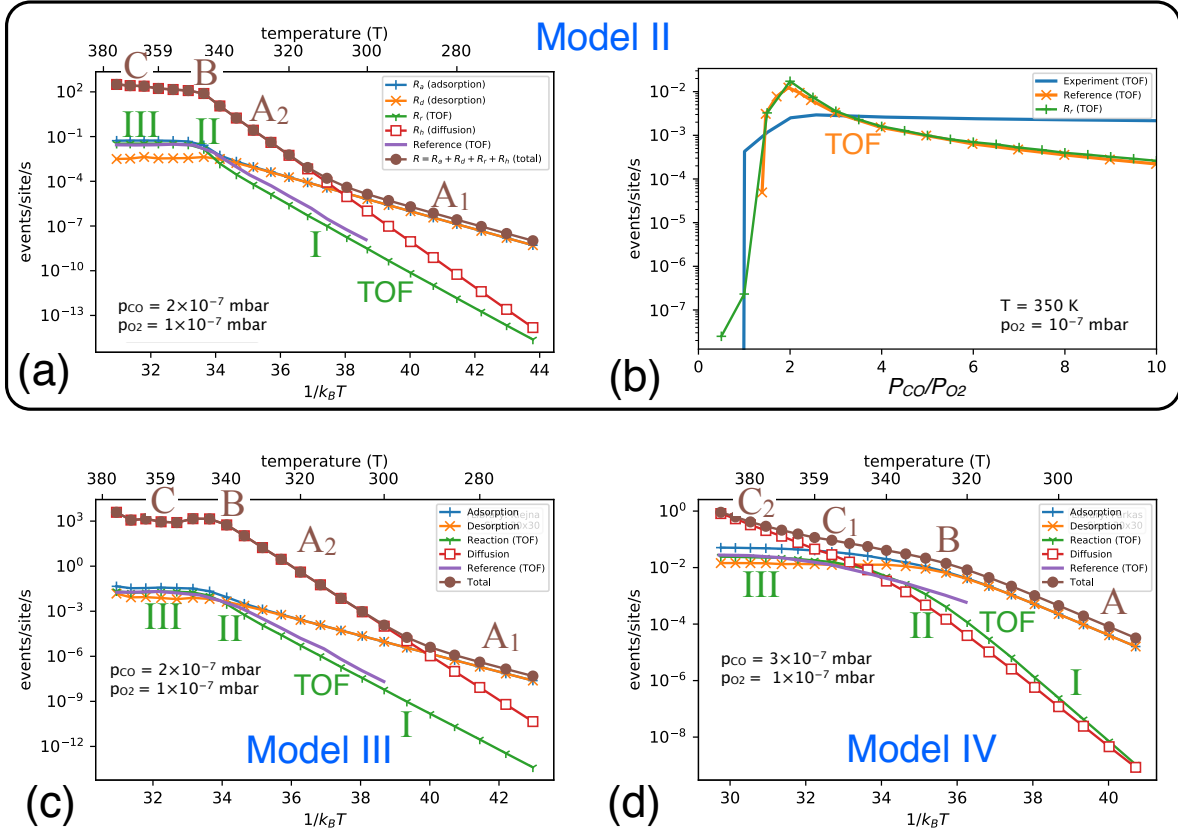 Model II
temperature (T)
380 359 340 320 300 280
C
B
A2
A1
III
II
I
TOF
Ra (adsorption)
Rd (desorption)
Rr (TOF)
Rh (diffusion)
Reference (TOF)
R = Ra + Rd + Rr + Rh (total)
events/site/s
10^2
10^-1
10^-4
10^-7
10^-10
10^-13
pCO = 2×10^-7 mbar
pO2 = 1×10^-7 mbar
32 34 36 38 40 42 44
1/kBT
(a)
Experiment (TOF)
Reference (TOF)
Rr (TOF)
TOF
events/site/s
10^-2
10^-3
10^-4
10^-5
10^-6
10^-7
T = 350 K
pO2 = 10^-7 mbar
0 2 4 6 8 10
PCO/PO2
(b)
temperature (T)
380 359 340 320 300 280
C
B
A2
A1
III
II
I
TOF
Adsorption
Desorption
Reaction (TOF)
Diffusion
Reference (TOF)
Total
events/site/s
10^3
10^0
10^-3
10^-6
10^-9
10^-12
pCO = 2×10^-7 mbar
pO2 = 1×10^-7 mbar
Model III
32 34 36 38 40 42
1/kBT
(c)
temperature (T)
380 359 340 320 300
C2
C1
B
A
III
II
I
TOF
Adsorption
Desorption
Reaction (TOF)
Diffusion
Reference (TOF)
Total
events/site/s
10^0
10^-2
10^-4
10^-6
10^-8
pCO = 3×10^-7 mbar
pO2 = 1×10^-7 mbar
Model IV
30 32 34 36 38 40
1/kBT
(d)